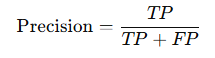 Precision = TP / TP + FP